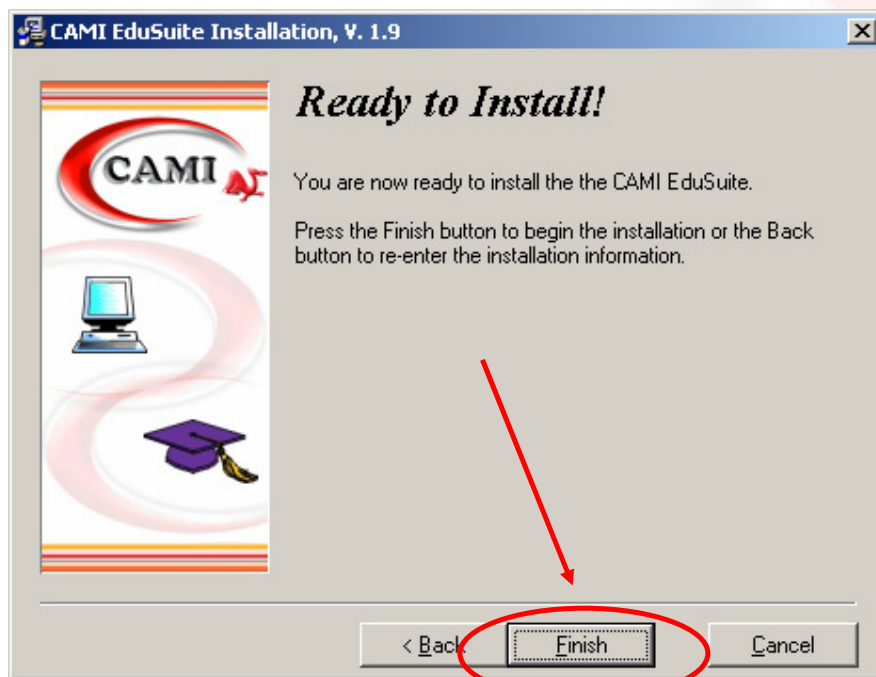 CAMI EduSuite Installation, V. 1.9
Ready to Install!
CAMI
You are now ready to install the the CAMI EduSuite.
Press the Finish button to begin the installation or the Back
button to re-enter the installation information.
< Back
Finish
Cancel